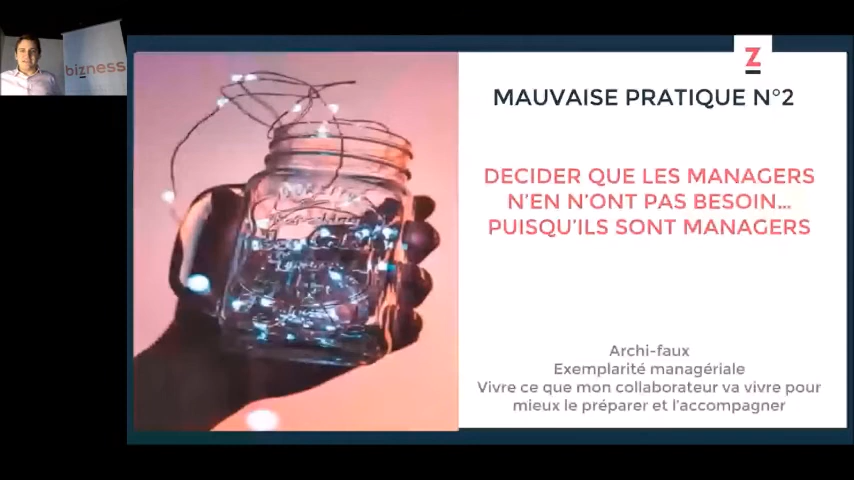 bizness
Z
MAUVAISE PRATIQUE N°2
DECIDER QUE LES MANAGERS
N'EN N'ONT PAS BESOIN...
PUISQU'ILS SONT MANAGERS
Archi-faux
Exemplarité managériale
Vivre ce que mon collaborateur va vivre pour
mieux le préparer et l'accompagner